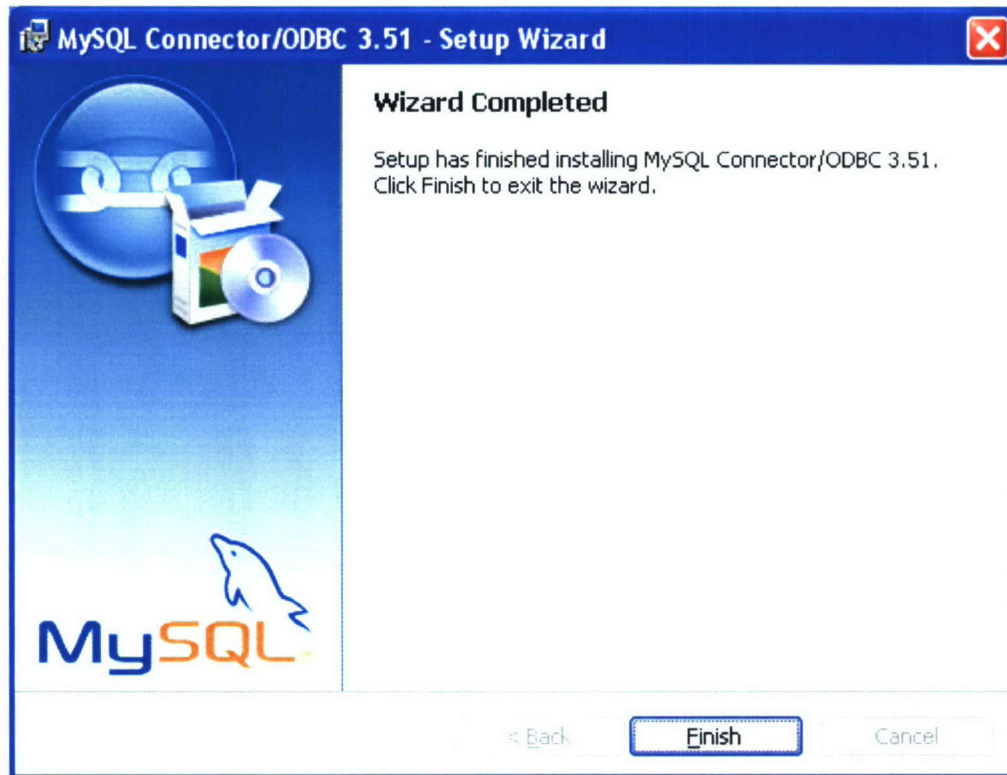 MySQL Connector/ODBC 3.51 - Setup Wizard
Wizard Completed
Setup has finished installing MySQL Connector/ODBC 3.51.
Click Finish to exit the wizard.
MySQL
< Back
Finish
Cancel